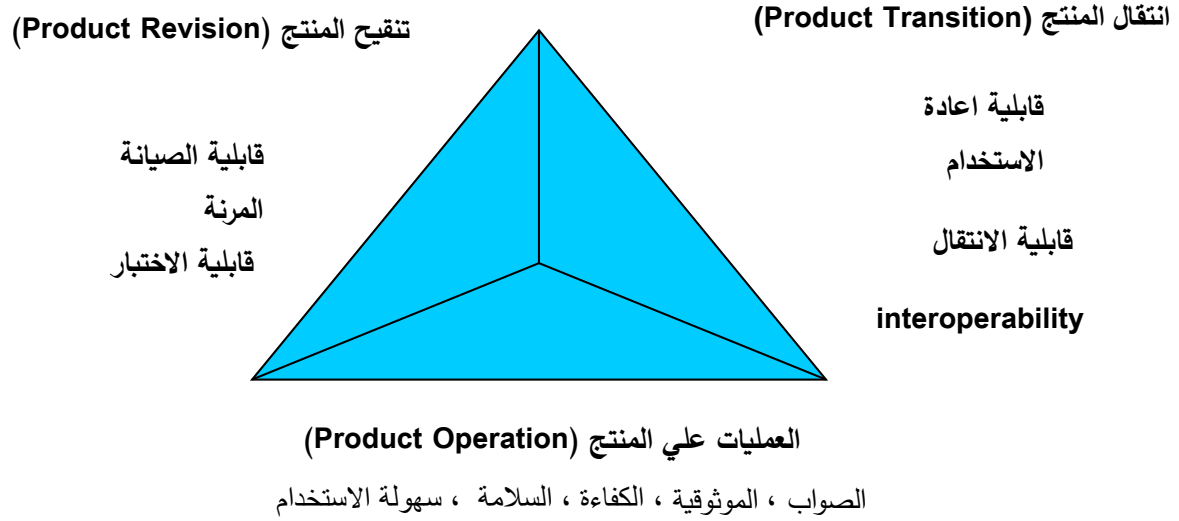 انتقال المنتج (Product Transition)
تنقيح المنتج (Product Revision)
قابلية اعادة
الاستخدام
قابلية الانتقال
interoperability
قابلية الصيانة
المرنة
قابلية الاختبار
العمليات علي المنتج (Product Operation)
الصواب ، الموثوقية ، الكفاءة ، السلامة ، سهولة الاستخدام